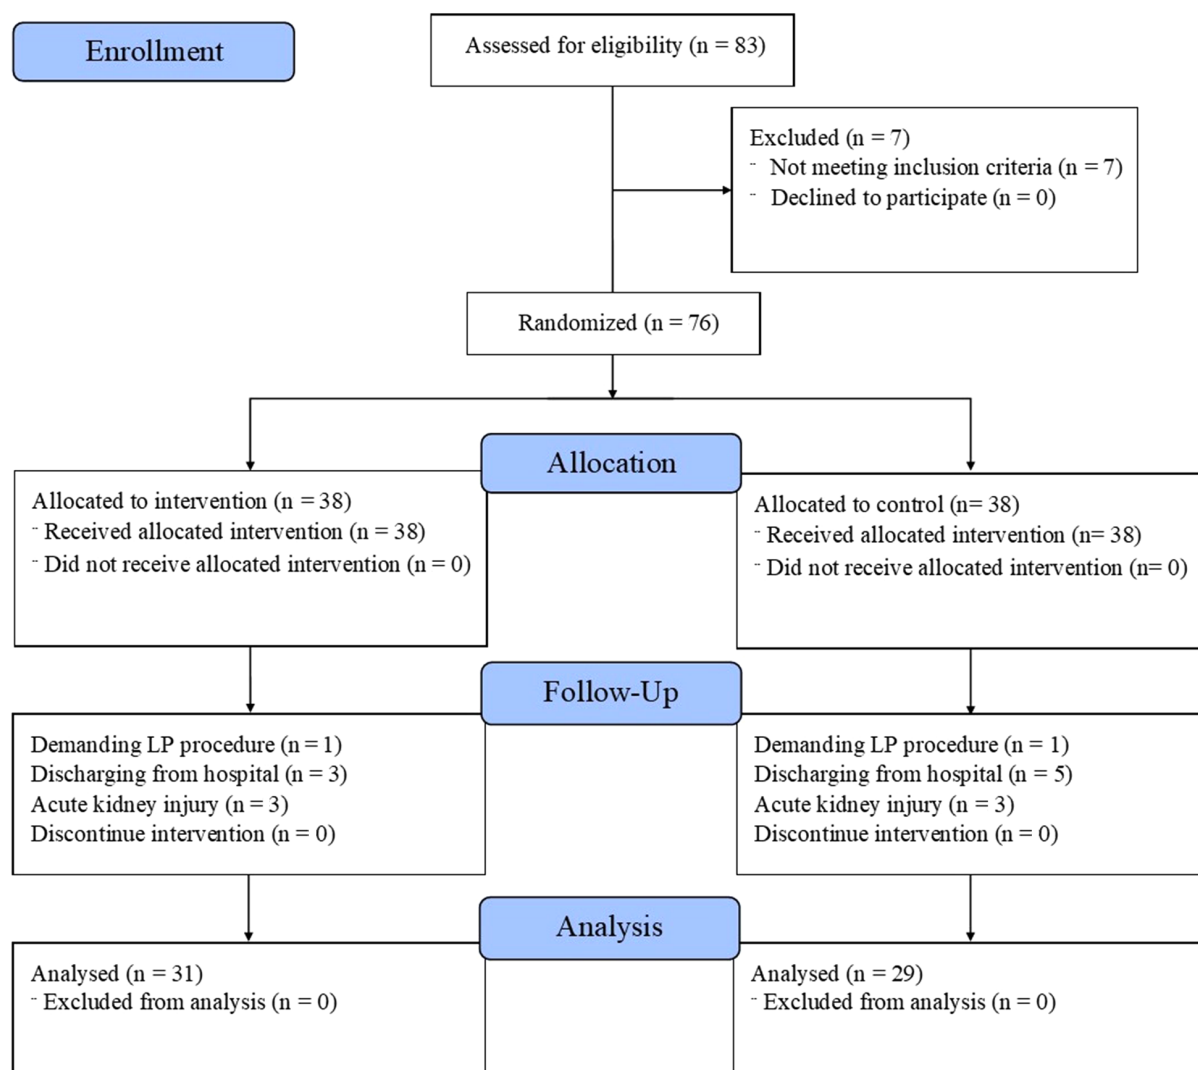 Enrollment
Assessed for eligibility (n = 83)
Excluded (n = 7)
¨ Not meeting inclusion criteria (n = 7)
¨ Declined to participate (n = 0)
Randomized (n = 76)
Allocation
Allocated to intervention (n = 38)
¨ Received allocated intervention (n = 38)
¨ Did not receive allocated intervention (n = 0)
Allocated to control (n= 38)
¨ Received allocated intervention (n= 38)
¨ Did not receive allocated intervention (n= 0)
Follow-Up
Demanding LP procedure (n = 1)
Discharging from hospital (n = 3)
Acute kidney injury (n = 3)
Discontinue intervention (n = 0)
Demanding LP procedure (n = 1)
Discharging from hospital (n = 5)
Acute kidney injury (n = 3)
Discontinue intervention (n = 0)
Analysis
Analysed (n = 31)
¨ Excluded from analysis (n = 0)
Analysed (n = 29)
¨ Excluded from analysis (n = 0)